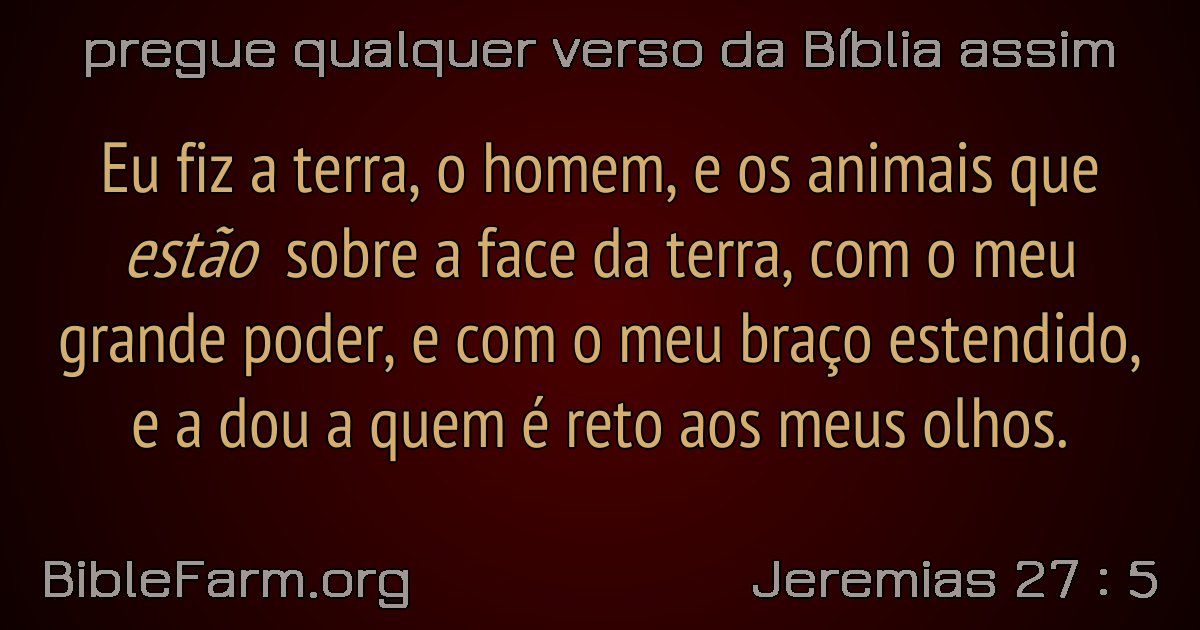 pregue qualquer verso da Bíblia assim
Eu fiz a terra, o homem, e os animais que
estão sobre a face da terra, com o meu
grande poder, e com o meu braço estendido,
e a dou a quem é reto aos meus olhos.
BibleFarm.org
Jeremias 27 : 5